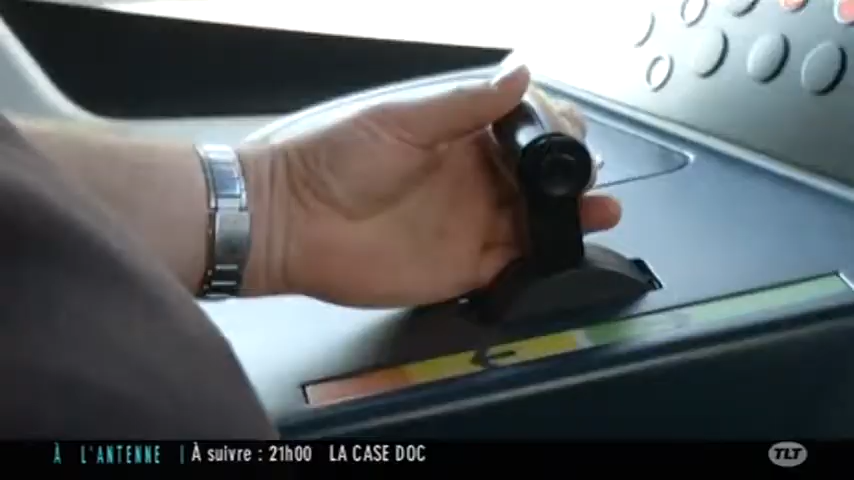 À L'ANTENNE | À suivre : 21h00 LA CASE DOC
TLT